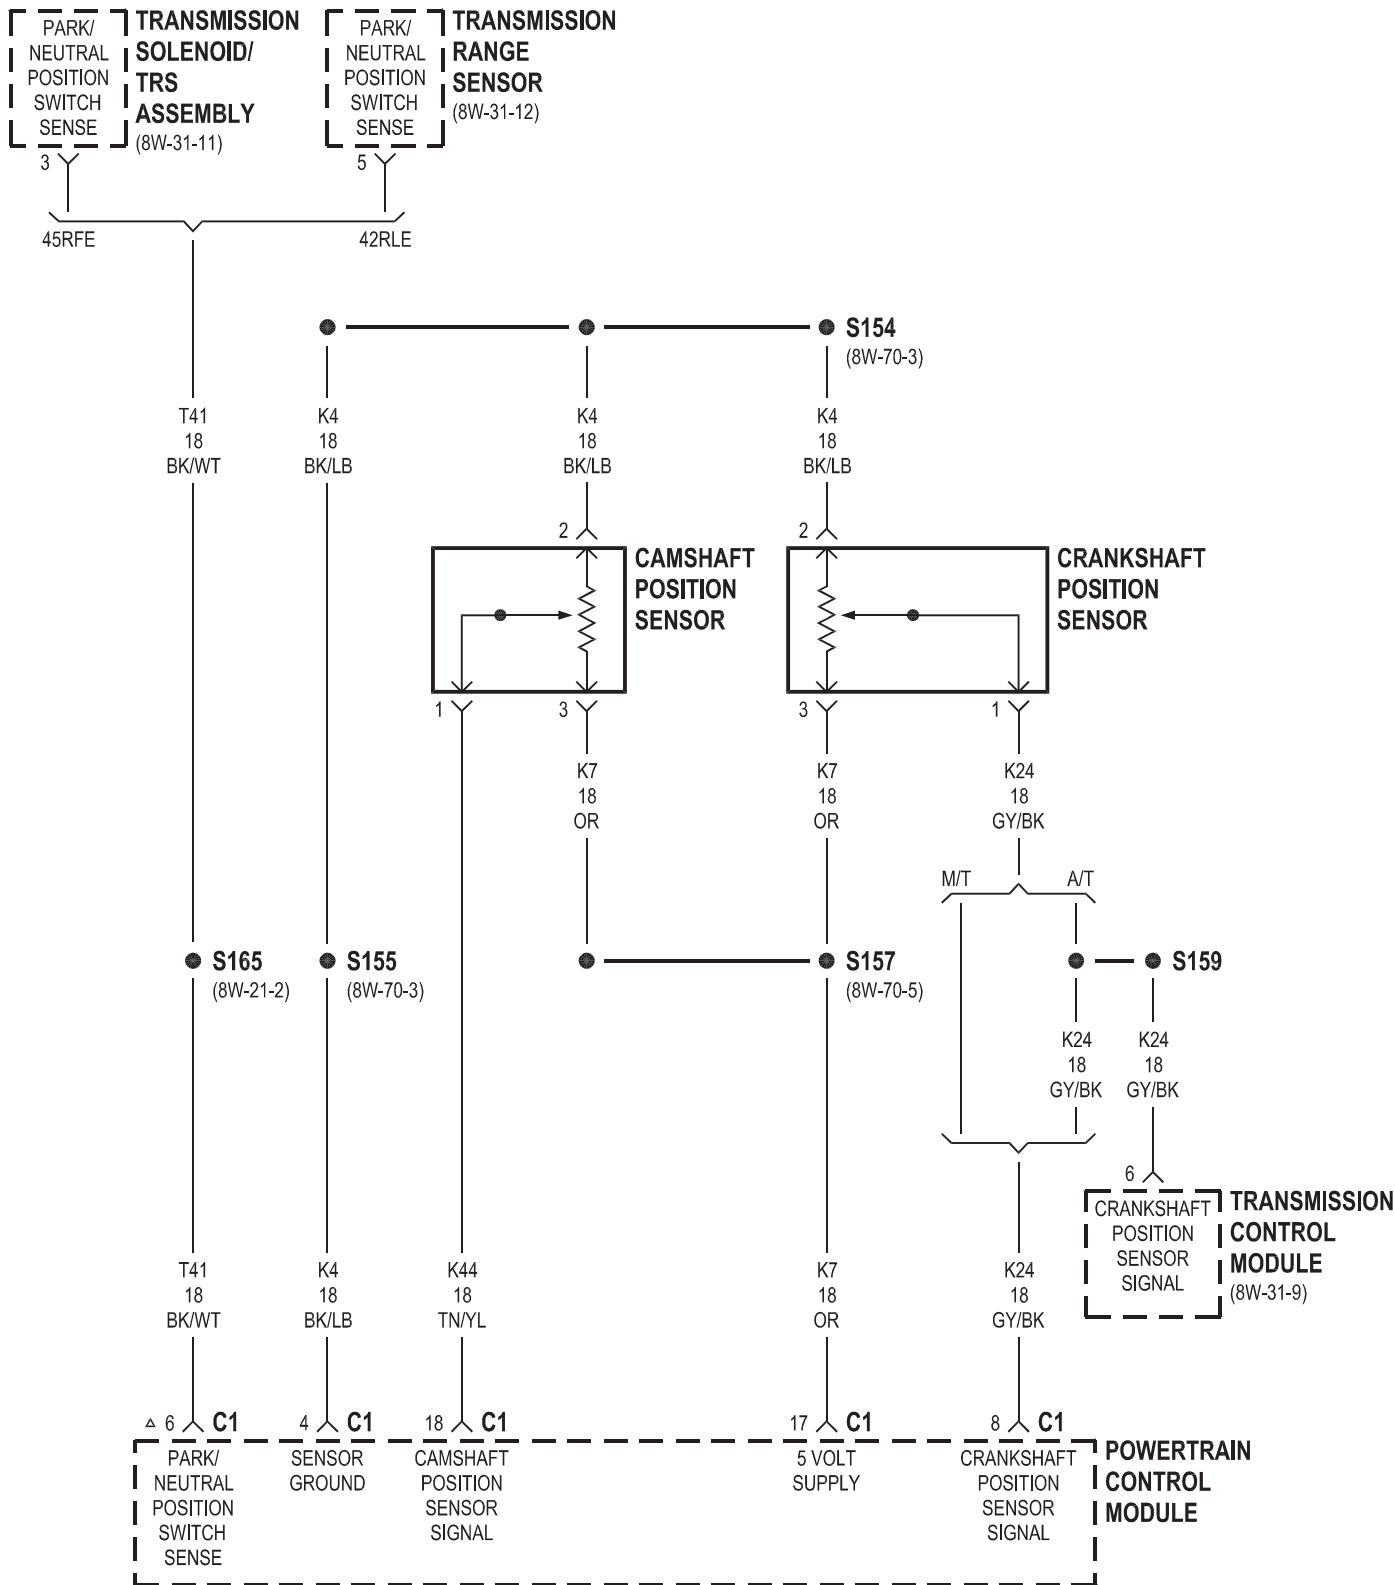 PARK/
NEUTRAL
POSITION
SWITCH
SENSE
TRANSMISSION
SOLENOID/
TRS
ASSEMBLY
(8W-31-11)
PARK/
NEUTRAL
POSITION
SWITCH
SENSE
TRANSMISSION
RANGE
SENSOR
(8W-31-12)
3
5
45RFE
42RLE
S154
(8W-70-3)
T41
18
BK/WT
K4
18
BK/LB
K4
18
BK/LB
K4
18
BK/LB
2
2
CAMSHAFT
POSITION
SENSOR
CRANKSHAFT
POSITION
SENSOR
1
3
3
1
K7
18
OR
K7
18
OR
K24
18
GY/BK
M/T
A/T
S165
(8W-21-2)
S155
(8W-70-3)
S157
(8W-70-5)
S159
K24
18
GY/BK
K24
18
GY/BK
6
CRANKSHAFT
POSITION
SENSOR
SIGNAL
TRANSMISSION
CONTROL
MODULE
(8W-31-9)
T41
18
BK/WT
K4
18
BK/LB
K44
18
TN/YL
K7
18
OR
K24
18
GY/BK
6 C1
4 C1
18 C1
17 C1
8 C1
PARK/
NEUTRAL
POSITION
SWITCH
SENSE
SENSOR
GROUND
CAMSHAFT
POSITION
SENSOR
SIGNAL
5 VOLT
SUPPLY
CRANKSHAFT
POSITION
SENSOR
SIGNAL
POWERTRAIN
CONTROL
MODULE